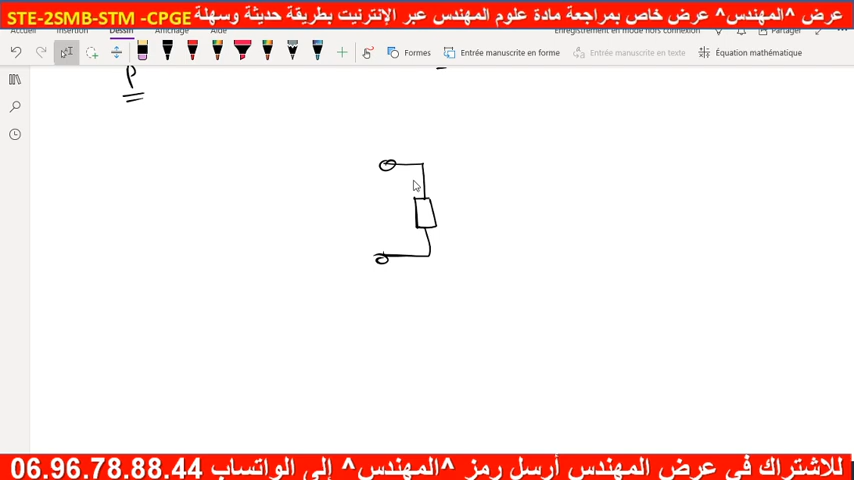 STE-2SMB-STM -CPGE عرض ^المهندس^ عرض خاص بمراجعة مادة علوم المهندس عبر الإنترنيت بطريقة حديثة وسهلة
Accueil Insertion Dessin Affichage Aide Enregistrement en mode hors connexion Partager
Formes Entrée manuscrite en forme Entrée manuscrite en texte Équation mathématique
P
للاشتراك في عرض المهندس أرسل رمز ^المهندس^ إلى الواتساب 06.96.78.88.44